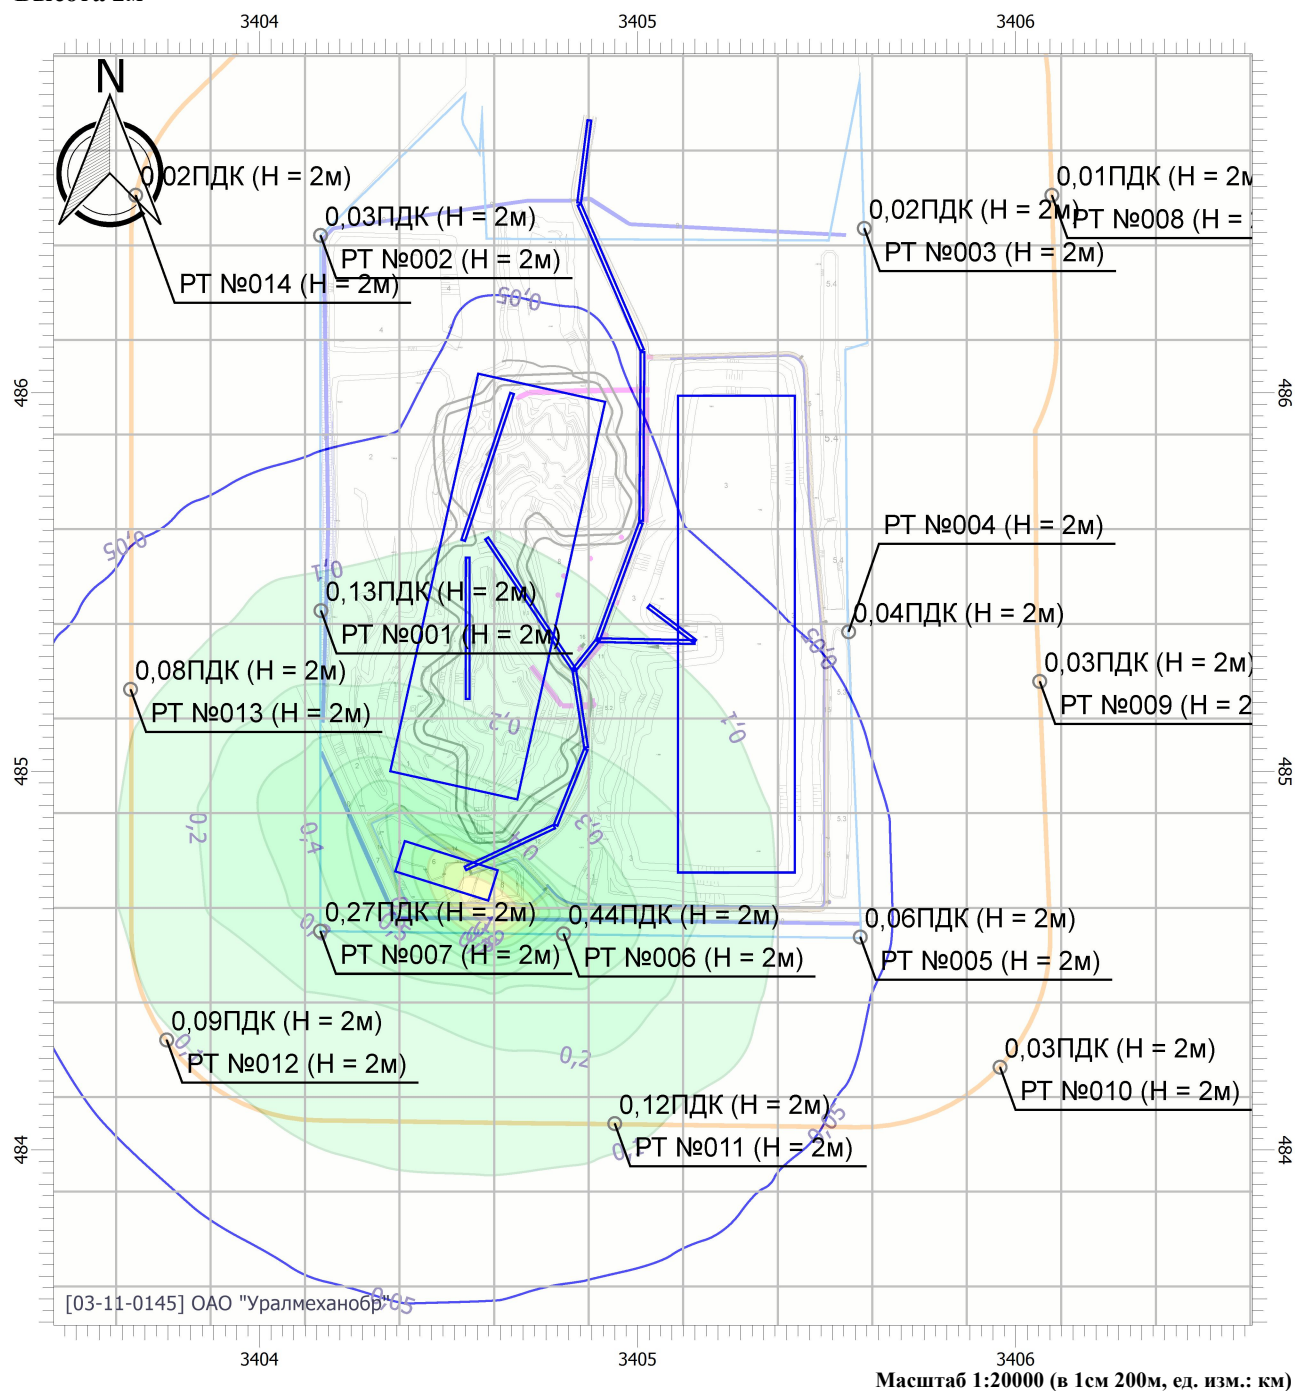 3404
3405
3406
N
0,02ПДК (Н = 2м)
РТ №014 (Н = 2м)
0,03ПДК (Н = 2м)
РТ №002 (Н = 2м)
0,02ПДК (Н = 2м)
РТ №003 (Н = 2м)
0,01ПДК (Н = 2м
РТ №008 (Н =
0,05
486
486
0,05
0,1
РТ №004 (Н = 2м)
0,04ПДК (Н = 2м)
0,13ПДК (Н = 2м)
РТ №001 (Н = 2м)
0,05
0,08ПДК (Н = 2м)
РТ №013 (Н = 2м)
0,03ПДК (Н = 2м)
РТ №009 (Н = 2
0,2
0,1
485
485
0,2
0,4
0,3
0,27ПДК (Н = 2м)
РТ №007 (Н = 2м)
0,44ПДК (Н = 2м)
РТ №006 (Н = 2м)
0,06ПДК (Н = 2м)
РТ №005 (Н = 2м)
0,09ПДК (Н = 2м)
РТ №012 (Н = 2м)
0,2
0,03ПДК (Н = 2м)
РТ №010 (Н = 2м)
0,12ПДК (Н = 2м)
РТ №011 (Н = 2м)
0,05
484
484
0,05
[03-11-0145] ОАО "Уралмеханобр"
3404
3405
3406
Масштаб 1:20000 (в 1см 200м, ед. изм.: км)